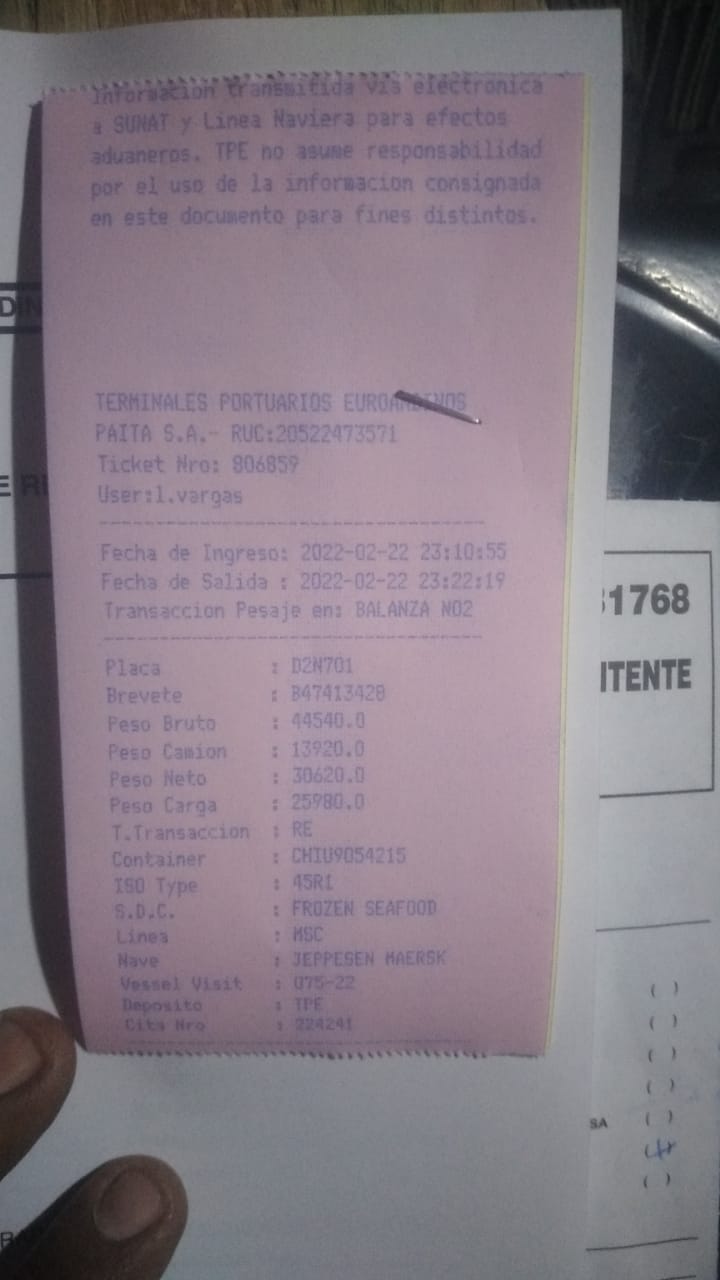 Informacion transmitida via electronica
a SUNAT y Linea Naviera para efectos
aduaneros. TPE no asume responsabilidad
por el uso de la informacion consignada
en este documento para fines distintos.
TERMINALES PORTUARIOS EUROANDINOS
PAITA S.A.- RUC:20522473571
Ticket Nro: 806859
User:l.vargas
Fecha de Ingreso: 2022-02-22 23:10:55
Fecha de Salida : 2022-02-22 23:22:19
Transaccion Pesaje en: BALANZA NO2
Placa : D2N701
Brevete : B47413428
Peso Bruto : 44540.0
Peso Camion : 13920.0
Peso Neto : 30620.0
Peso Carga : 25980.0
T.Transaccion : RE
Container : CHIU9054215
ISO Type : 45R1
S.D.C. : FROZEN SEAFOOD
Linea : MSC
Nave : JEPPESEN MAERSK
Vessel Visit : 075-22
Deposito : TPE
Cita Nro : 224241
1768
ITENTE
SA
( )
( )
( )
( )
( )
( )
( )